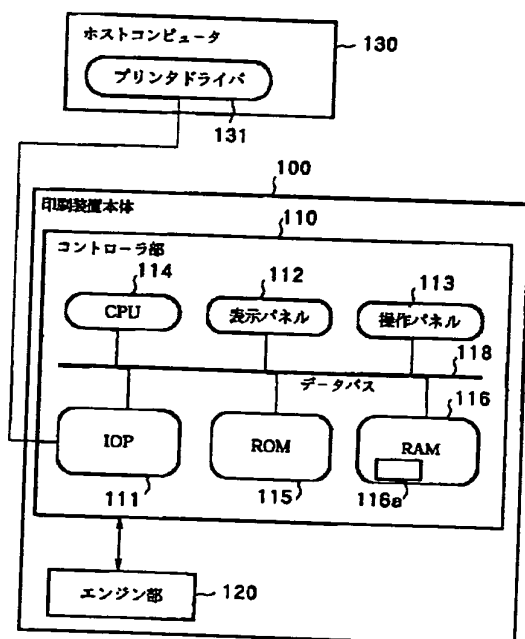 ホストコンピュータ
130
プリンタドライバ
131
100
印刷装置本体
110
コントローラ部
114
112
113
CPU
表示パネル
操作パネル
118
データバス
116
IOP
ROM
RAM
111
115
116a
エンジン部
120